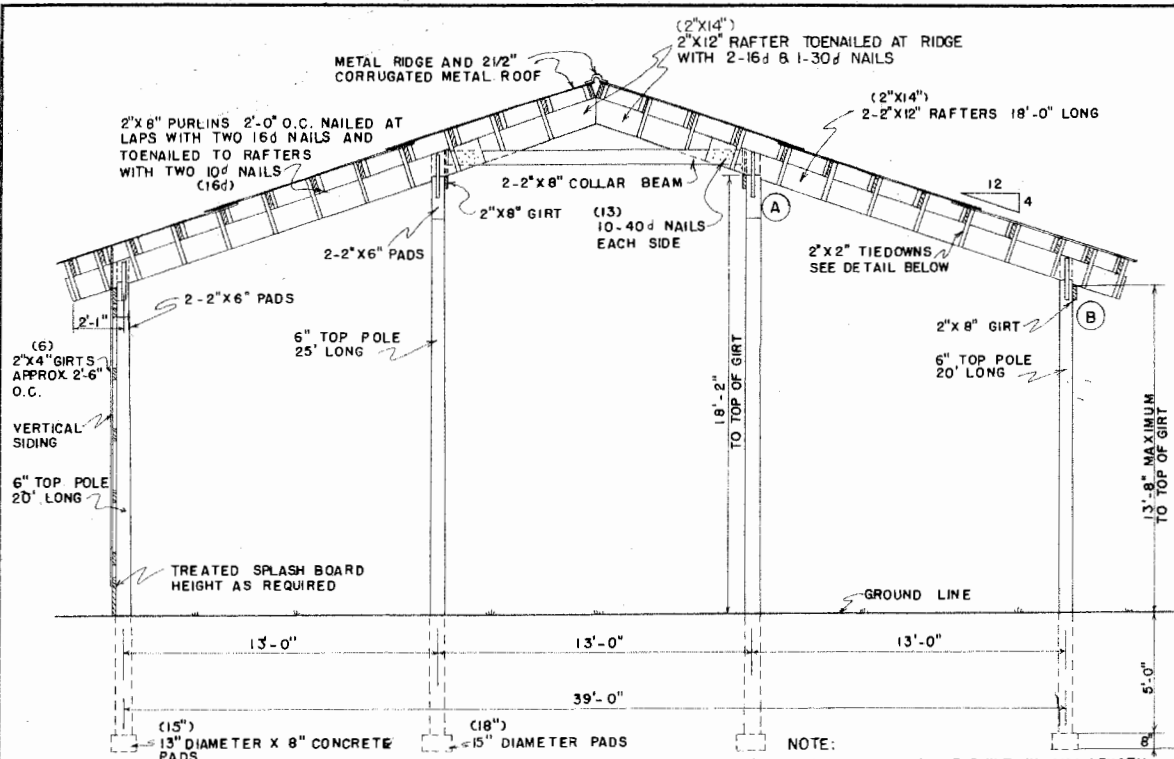 (2"X14")
2"X12" RAFTER TOENAILED AT RIDGE
WITH 2-16d & 1-30d NAILS
METAL RIDGE AND 21/2"
CORRUGATED METAL ROOF
(2"X14")
2-2"X12" RAFTERS 18'-0" LONG
2"X8" PURLINS 2'-0" O.C. NAILED AT
LAPS WITH TWO 16d NAILS AND
TOENAILED TO RAFTERS
WITH TWO 10d NAILS
(16d)
12
4
2-2"X8" COLLAR BEAM
A
2"X8" GIRT
(13)
10-40d NAILS
EACH SIDE
2-2"X6" PADS
2"X2" TIEDOWNS
SEE DETAIL BELOW
2-2"X6" PADS
2'-1"
2"X8" GIRT
B
6" TOP POLE
25' LONG
(6)
2"X4" GIRTS
APPROX. 2'-6"
O.C.
6" TOP POLE
20' LONG
18'-2"
TO TOP OF GIRT
13'-8" MAXIMUM
TO TOP OF GIRT
VERTICAL
SIDING
6" TOP POLE
20' LONG
TREATED SPLASH BOARD
HEIGHT AS REQUIRED
GROUND LINE
13'-0"
13'-0"
13'-0"
39'-0"
5'-0"
8"
(15")
13" DIAMETER X 8" CONCRETE
PADS
(18")
15" DIAMETER PADS
NOTE: